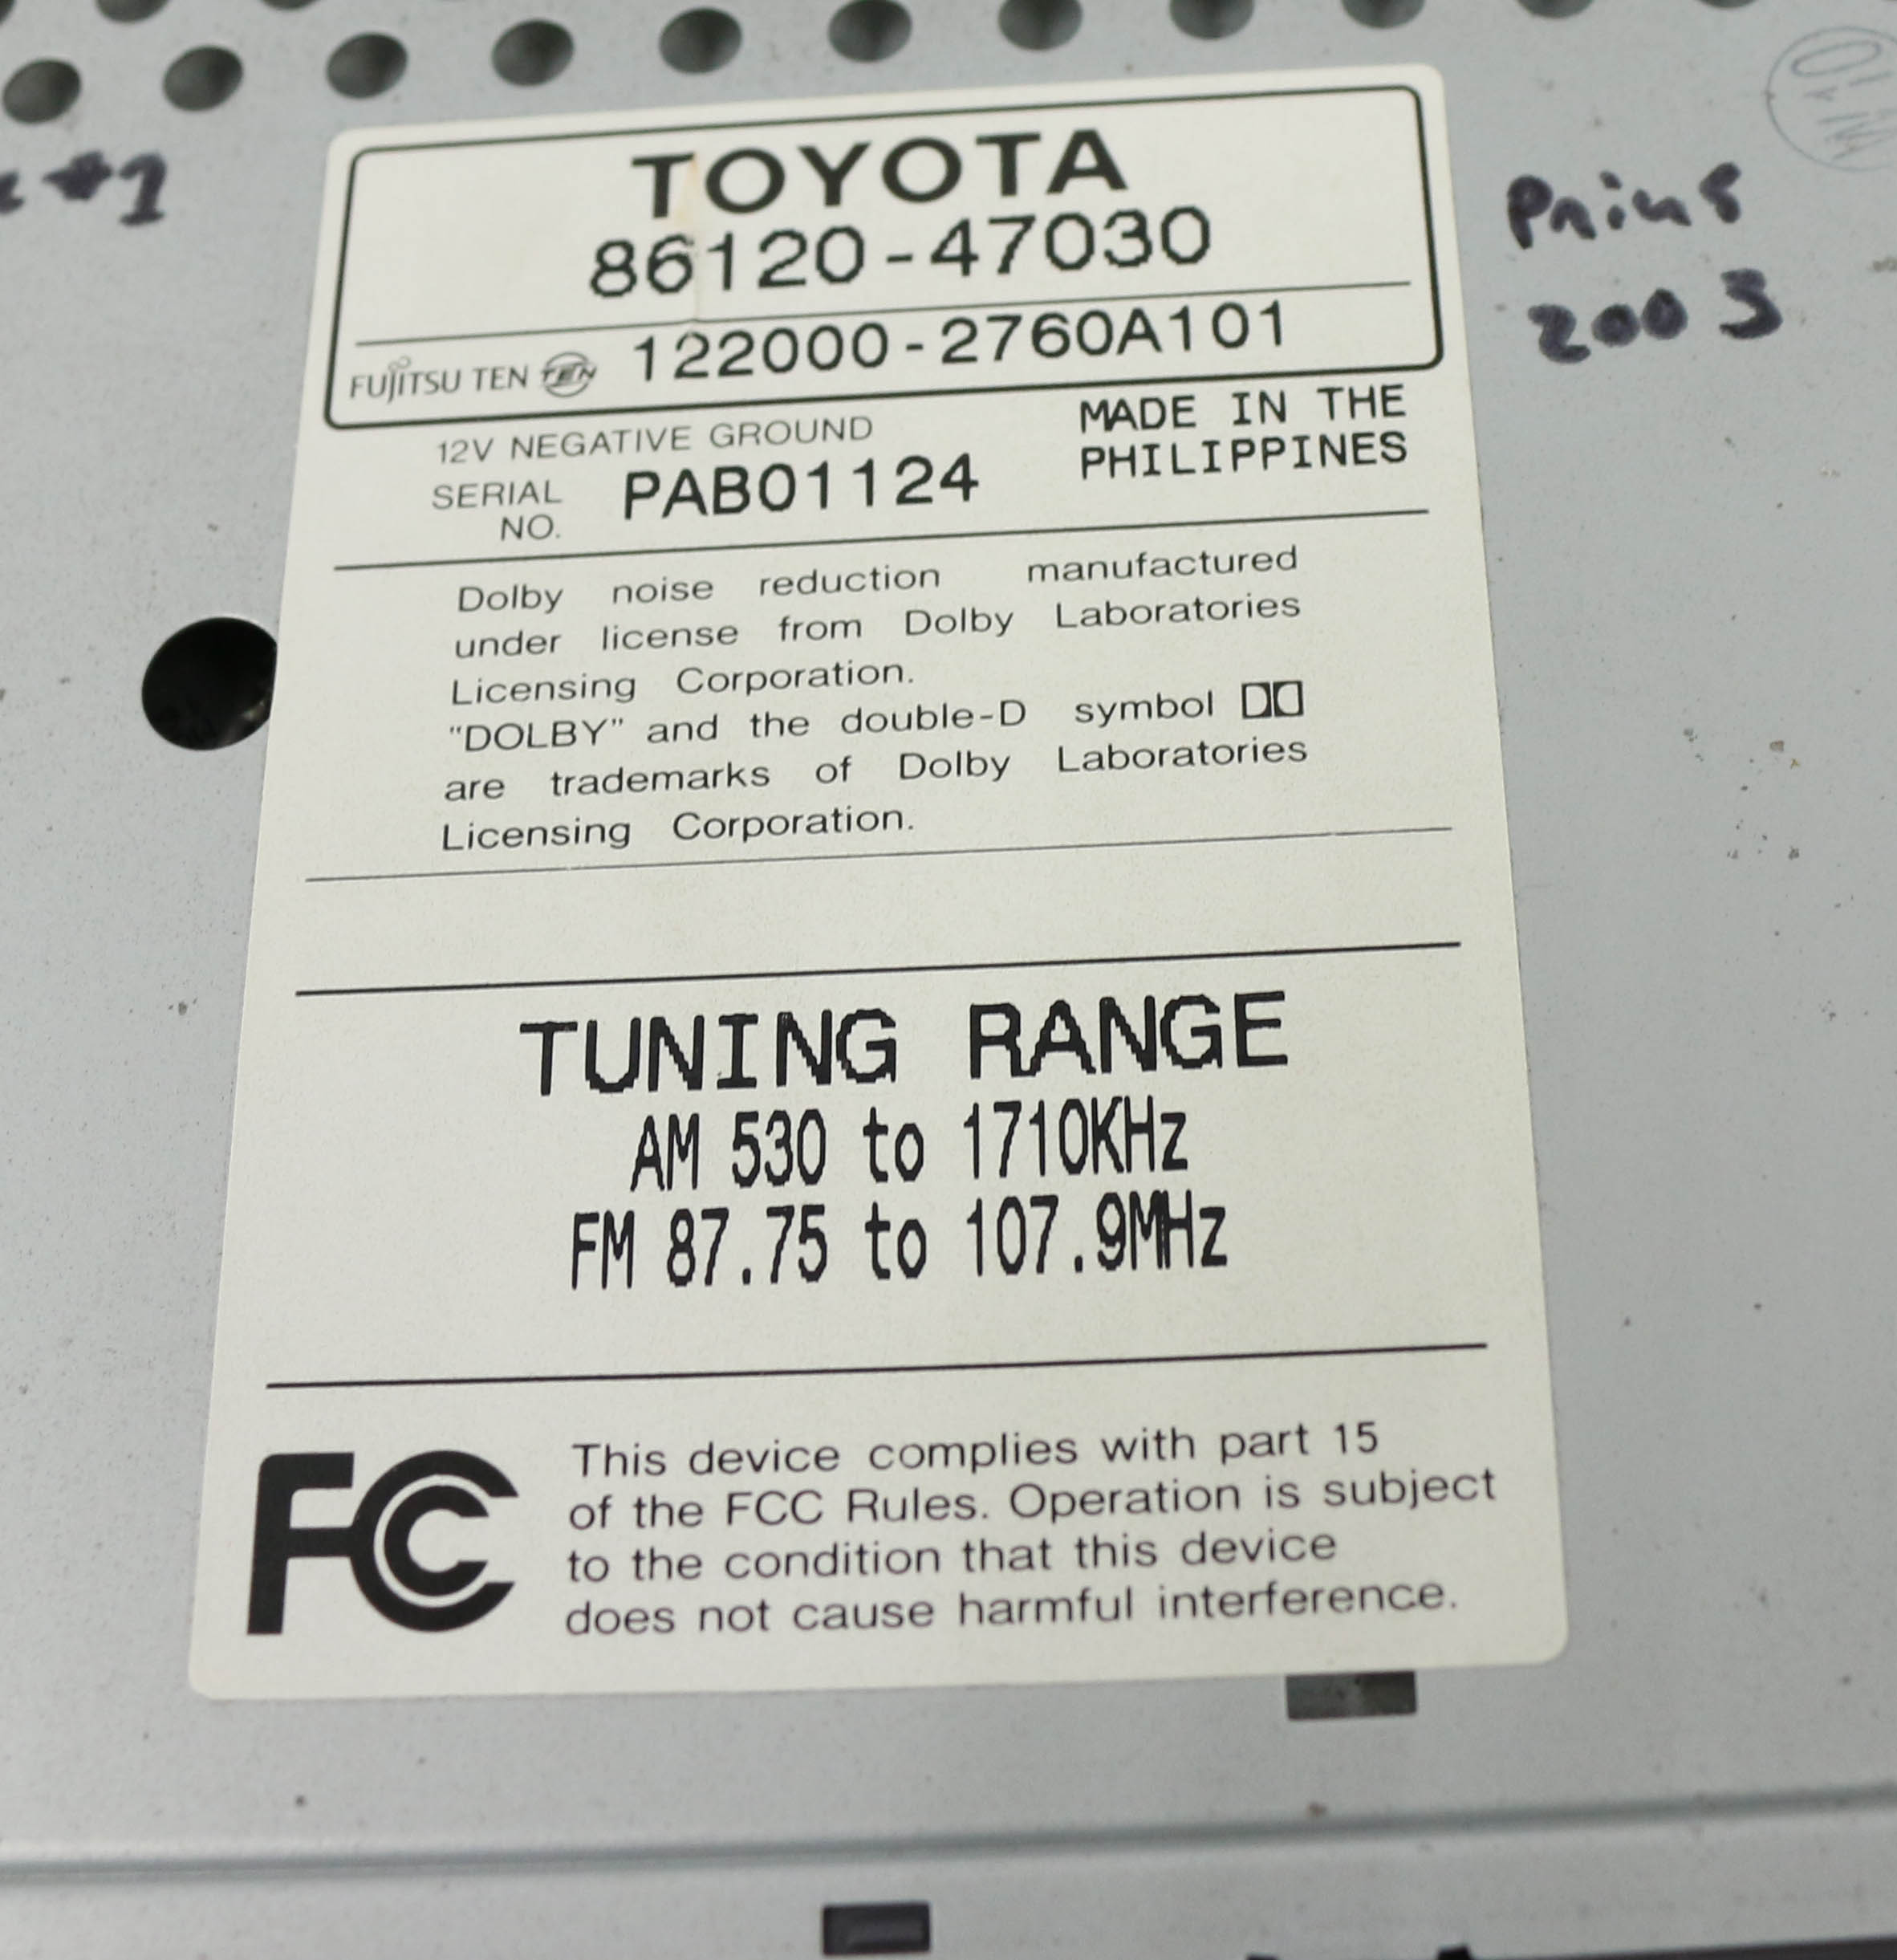 #1
TOYOTA
86120-47030
FUJITSU TEN TEN 122000-2760A101
12V NEGATIVE GROUND
MADE IN THE
PHILIPPINES
SERIAL
NO. PAB01124
Prius
2003
Dolby noise reduction manufactured
under license from Dolby Laboratories
Licensing Corporation.
"DOLBY" and the double-D symbol
are trademarks of Dolby Laboratories
Licensing Corporation.
TUNING RANGE
AM 530 to 1710KHz
FM 87.75 to 107.9MHz
FC
This device complies with part 15
of the FCC Rules. Operation is subject
to the condition that this device
does not cause harmful interference.